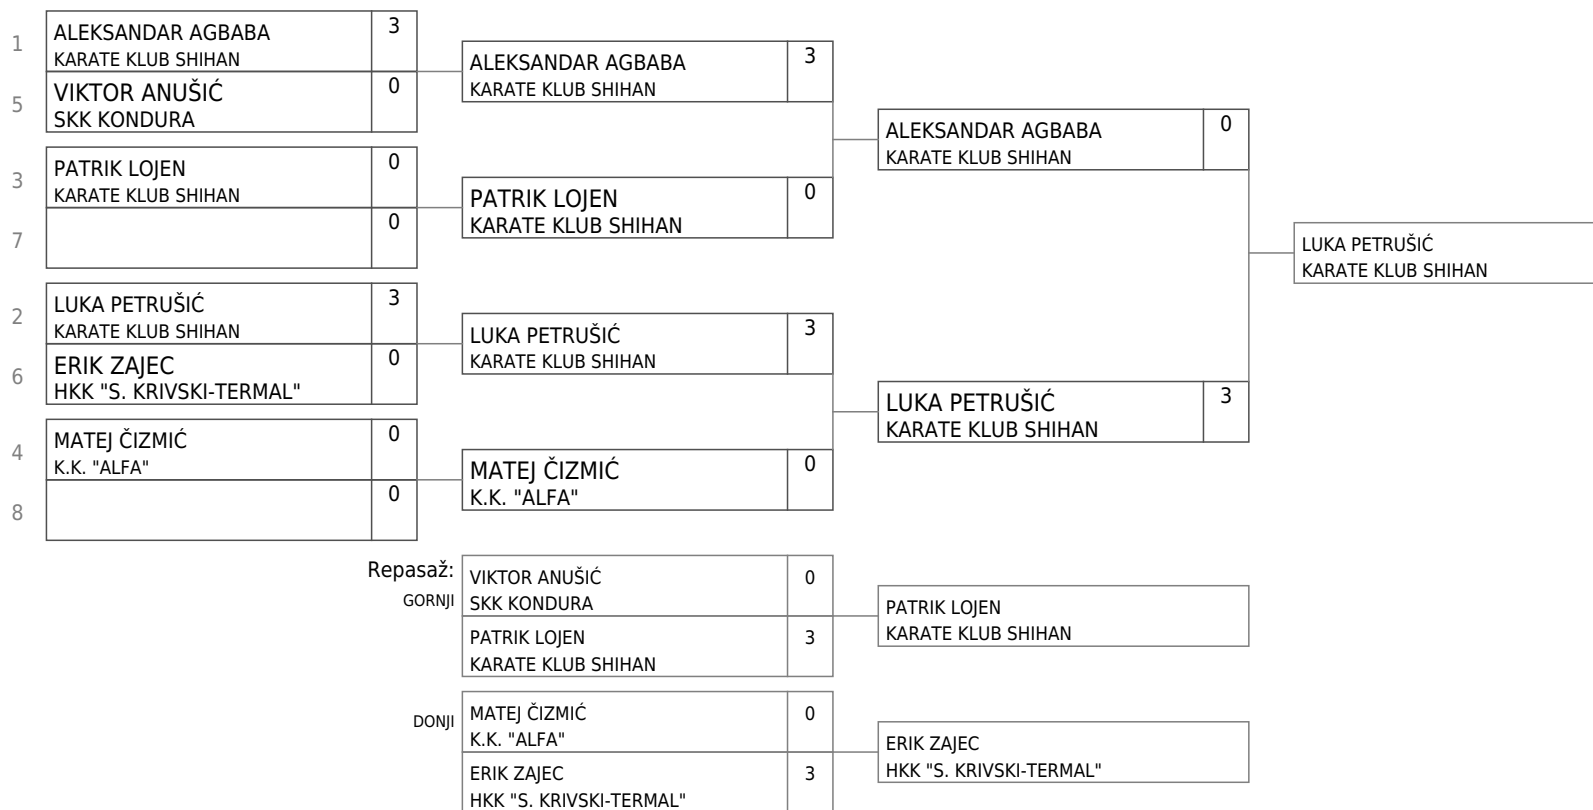 1
ALEKSANDAR AGBABA
KARATE KLUB SHIHAN
3
5
VIKTOR ANUŠIĆ
SKK KONDURA
0
3
PATRIK LOJEN
KARATE KLUB SHIHAN
0
7
0
2
LUKA PETRUŠIĆ
KARATE KLUB SHIHAN
3
6
ERIK ZAJEC
HKK "S. KRIVSKI-TERMAL"
0
4
MATEJ ČIZMIĆ
K.K. "ALFA"
0
8
0
ALEKSANDAR AGBABA
KARATE KLUB SHIHAN
3
PATRIK LOJEN
KARATE KLUB SHIHAN
0
LUKA PETRUŠIĆ
KARATE KLUB SHIHAN
3
MATEJ ČIZMIĆ
K.K. "ALFA"
0
ALEKSANDAR AGBABA
KARATE KLUB SHIHAN
0
LUKA PETRUŠIĆ
KARATE KLUB SHIHAN
3
LUKA PETRUŠIĆ
KARATE KLUB SHIHAN
Repasaž:
GORNJI
VIKTOR ANUŠIĆ
SKK KONDURA
0
PATRIK LOJEN
KARATE KLUB SHIHAN
3
PATRIK LOJEN
KARATE KLUB SHIHAN
DONJI
MATEJ ČIZMIĆ
K.K. "ALFA"
0
ERIK ZAJEC
HKK "S. KRIVSKI-TERMAL"
3
ERIK ZAJEC
HKK "S. KRIVSKI-TERMAL"